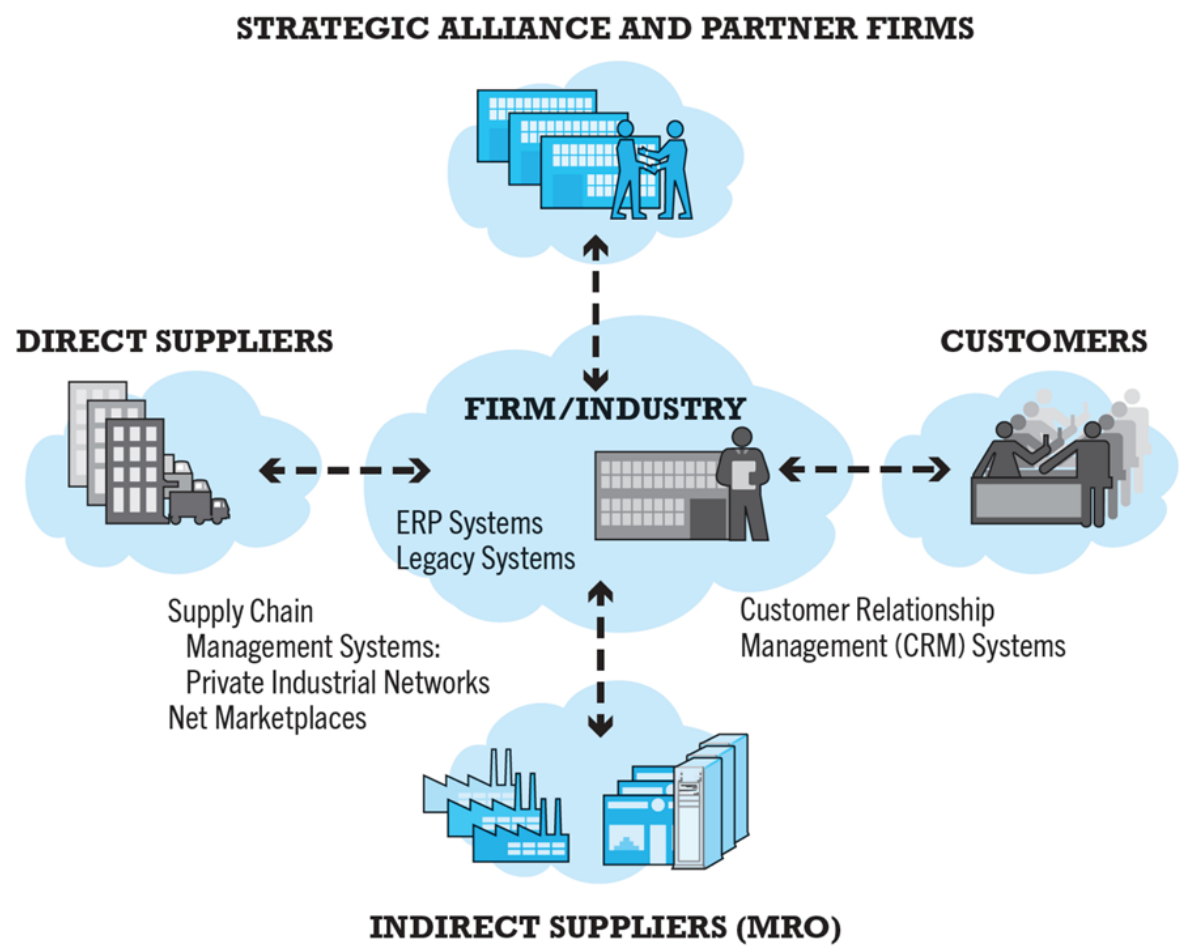 STRATEGIC ALLIANCE AND PARTNER FIRMS
DIRECT SUPPLIERS
CUSTOMERS
FIRM/INDUSTRY
ERP Systems
Legacy Systems
Supply Chain
Management Systems:
Private Industrial Networks
Net Marketplaces
Customer Relationship
Management (CRM) Systems
INDIRECT SUPPLIERS (MRO)